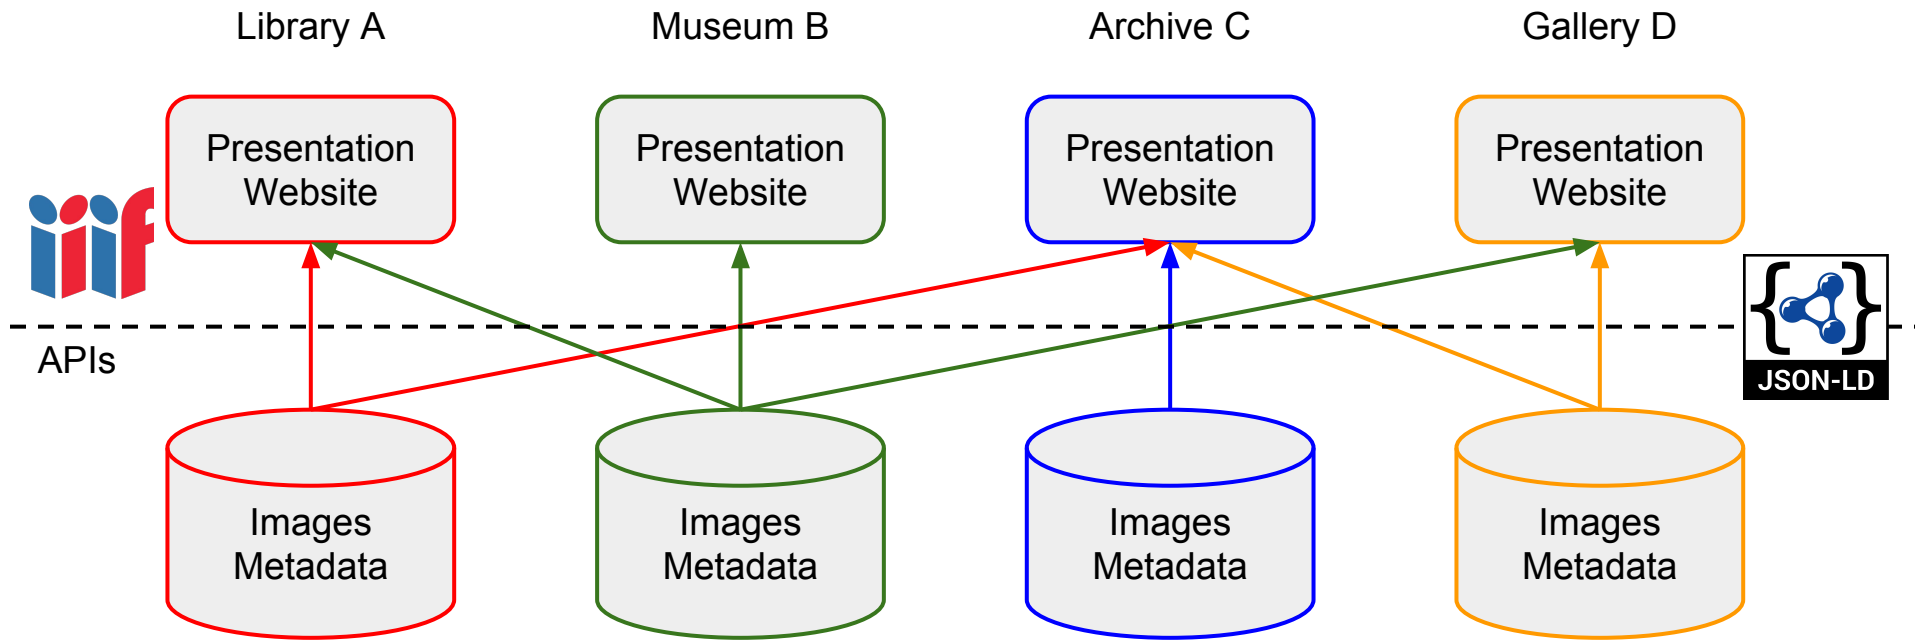 Library A
Museum B
Archive C
Gallery D
Presentation
Website
Presentation
Website
Presentation
Website
Presentation
Website
iiif
APIs
{ }
JSON-LD
Images
Metadata
Images
Metadata
Images
Metadata
Images
Metadata